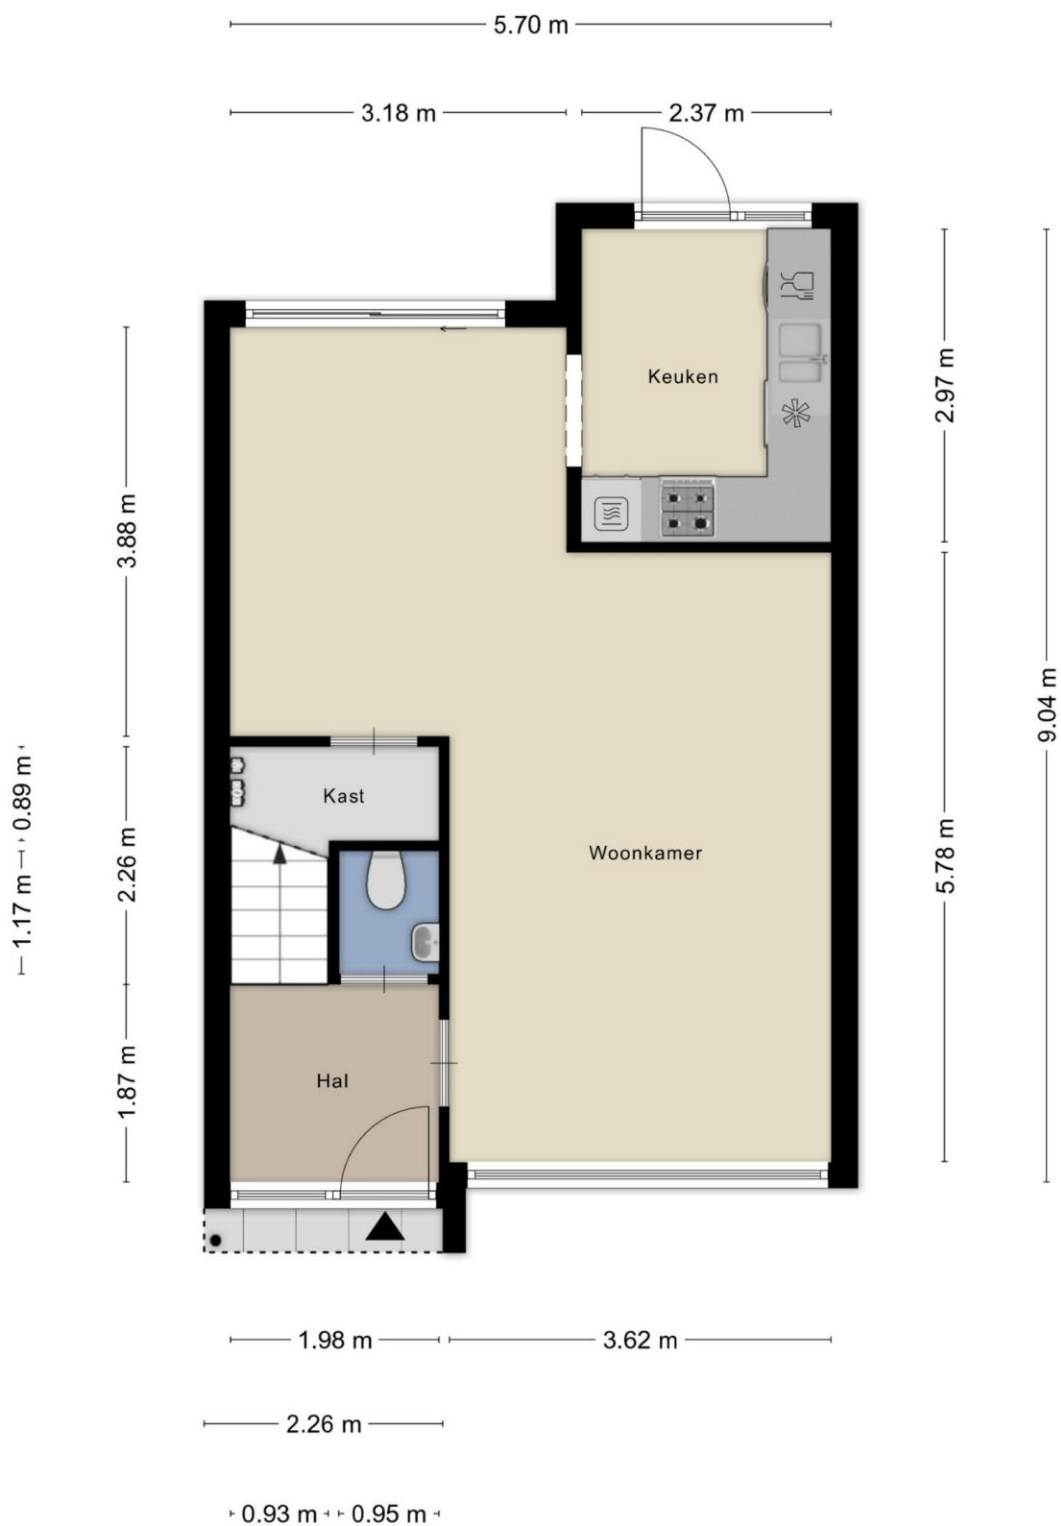 5.70 m
3.18 m
2.37 m
Keuken
2.97 m
3.88 m
9.04 m
0.89 m
Kast
2.26 m
Woonkamer
5.78 m
1.17 m
1.87 m
Hal
1.98 m
3.62 m
2.26 m
0.93 m
0.95 m